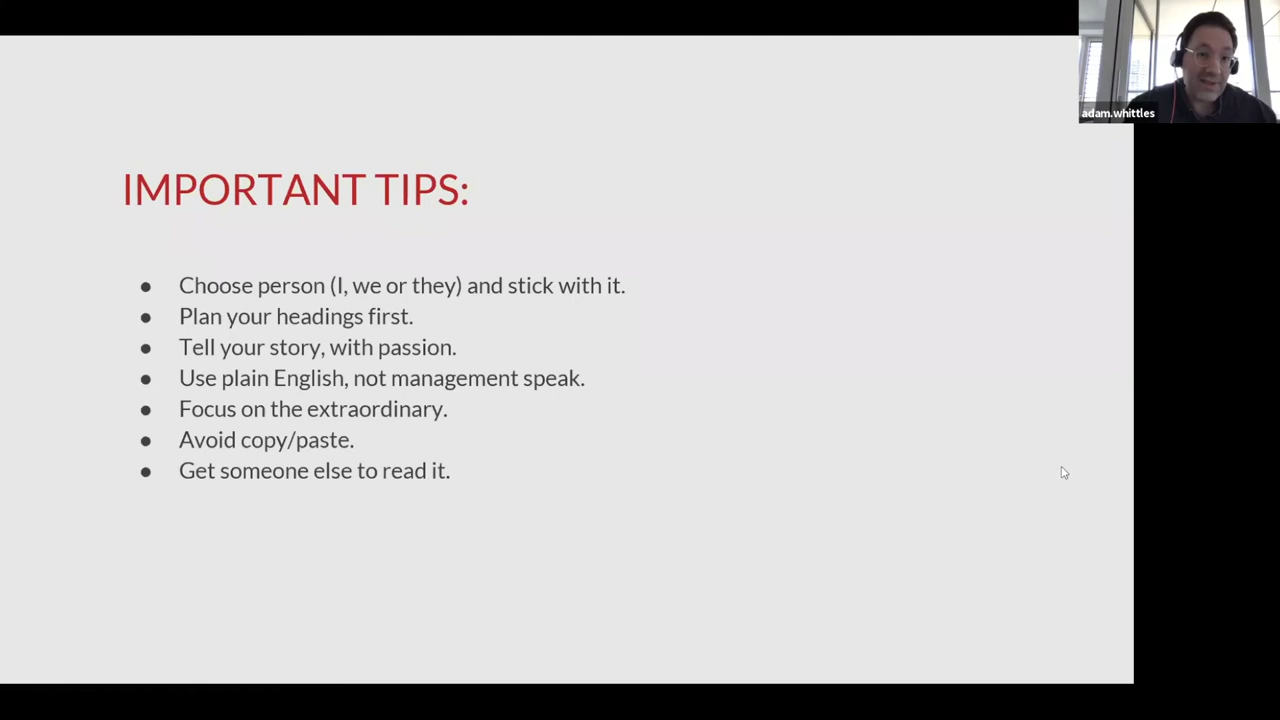 adam.whittles
IMPORTANT TIPS:
● Choose person (I, we or they) and stick with it.
● Plan your headings first.
● Tell your story, with passion.
● Use plain English, not management speak.
● Focus on the extraordinary.
● Avoid copy/paste.
● Get someone else to read it.